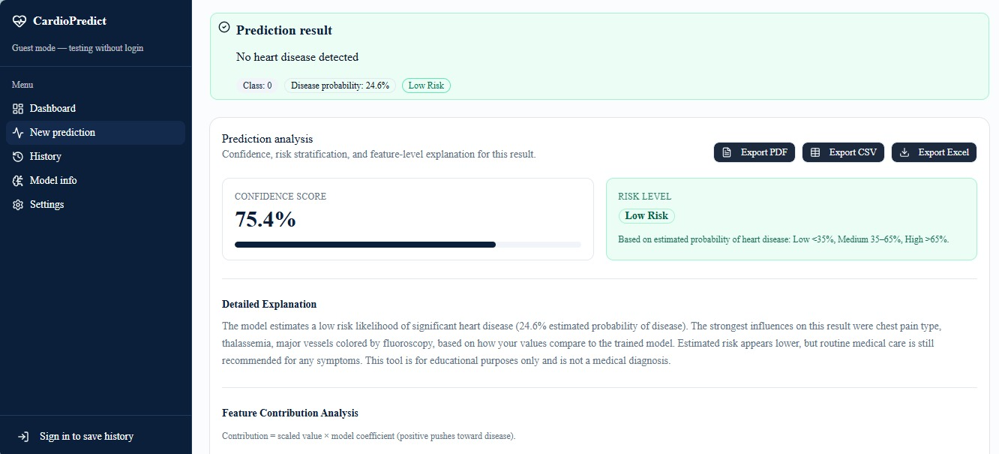 CardioPredict
Guest mode — testing without login
Menu
Dashboard
New prediction
History
Model info
Settings
Sign in to save history
Prediction result
No heart disease detected
Class: 0 Disease probability: 24.6% Low Risk
Prediction analysis
Confidence, risk stratification, and feature-level explanation for this result.
Export PDF Export CSV Export Excel
CONFIDENCE SCORE
75.4%
RISK LEVEL
Low Risk
Based on estimated probability of heart disease: Low <35%, Medium 35–65%, High >65%.
Detailed Explanation
The model estimates a low risk likelihood of significant heart disease (24.6% estimated probability of disease). The strongest influences on this result were chest pain type,
thalassemia, major vessels colored by fluoroscopy, based on how your values compare to the trained model. Estimated risk appears lower, but routine medical care is still
recommended for any symptoms. This tool is for educational purposes only and is not a medical diagnosis.
Feature Contribution Analysis
Contribution = scaled value × model coefficient (positive pushes toward disease).